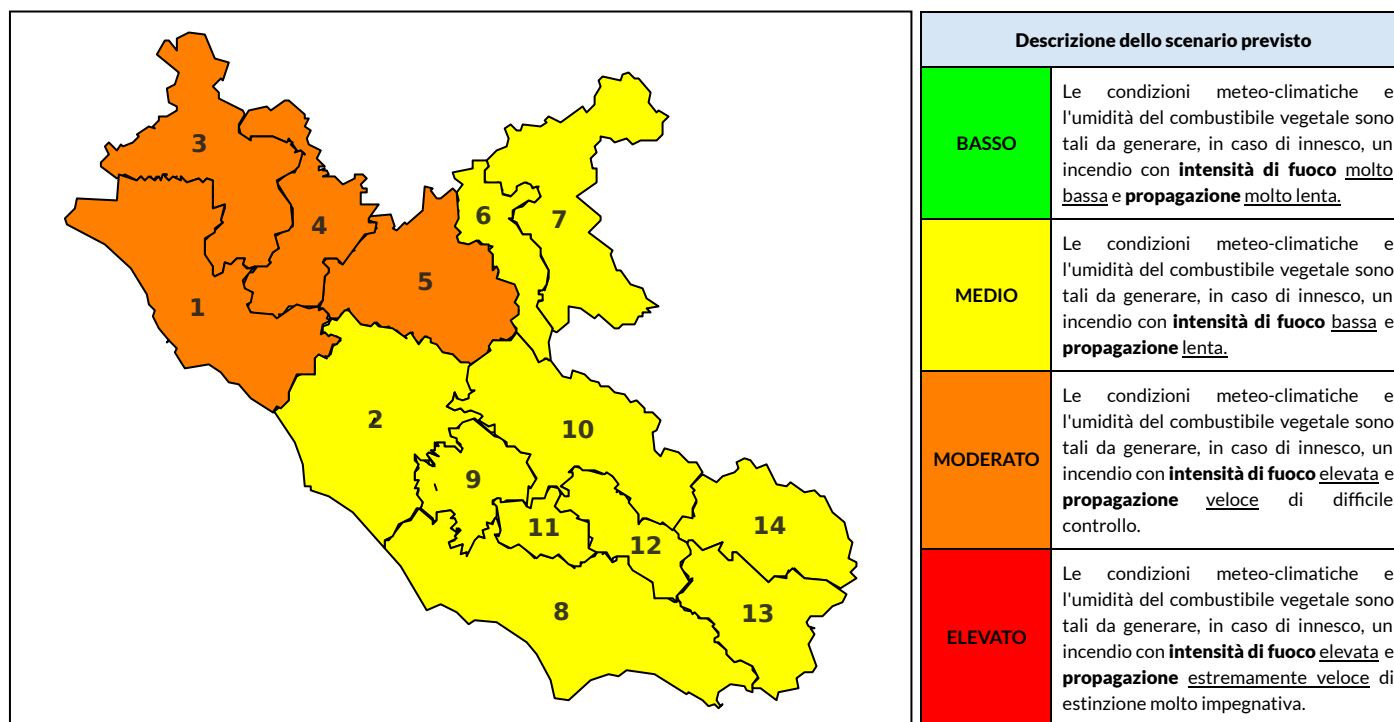 3
4
6
7
5
1
2
10
9
11
12
14
8
13
Descrizione dello scenario previsto
BASSO
Le condizioni meteo-climatiche e
l'umidità del combustibile vegetale sono
tali da generare, in caso di innesco, un
incendio con intensità di fuoco molto
bassa e propagazione molto lenta.
MEDIO
Le condizioni meteo-climatiche e
l'umidità del combustibile vegetale sono
tali da generare, in caso di innesco, un
incendio con intensità di fuoco bassa e
propagazione lenta.
MODERATO
Le condizioni meteo-climatiche e
l'umidità del combustibile vegetale sono
tali da generare, in caso di innesco, un
incendio con intensità di fuoco elevata e
propagazione veloce di difficile
controllo.
ELEVATO
Le condizioni meteo-climatiche e
l'umidità del combustibile vegetale sono
tali da generare, in caso di innesco, un
incendio con intensità di fuoco elevata e
propagazione estremamente veloce di
estinzione molto impegnativa.